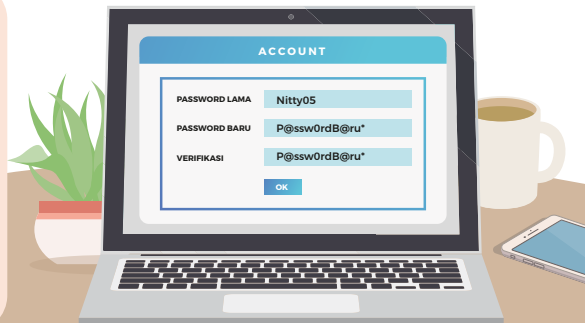 ACCOUNT
PASSWORD LAMA Nitty05
PASSWORD BARU P@ssw0rdB@ru*
VERIFIKASI P@ssw0rdB@ru*
OK